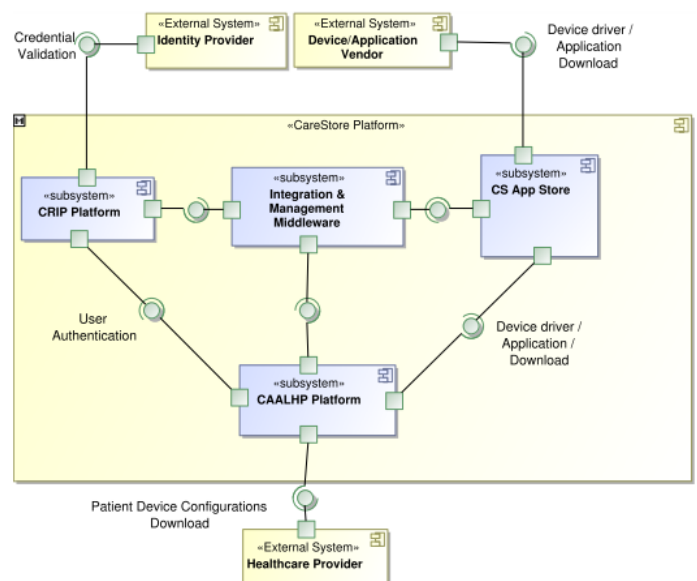 Credential
Validation
«External System»
Identity Provider
«External System»
Device/Application
Vendor
Device driver /
Application
Download
«CareStore Platform»
«subsystem»
CRIP Platform
«subsystem»
Integration &
Management
Middleware
«subsystem»
CS App Store
User
Authentication
Device driver /
Application /
Download
«subsystem»
CAALHP Platform
Patient Device Configurations
Download
«External System»
Healthcare Provider